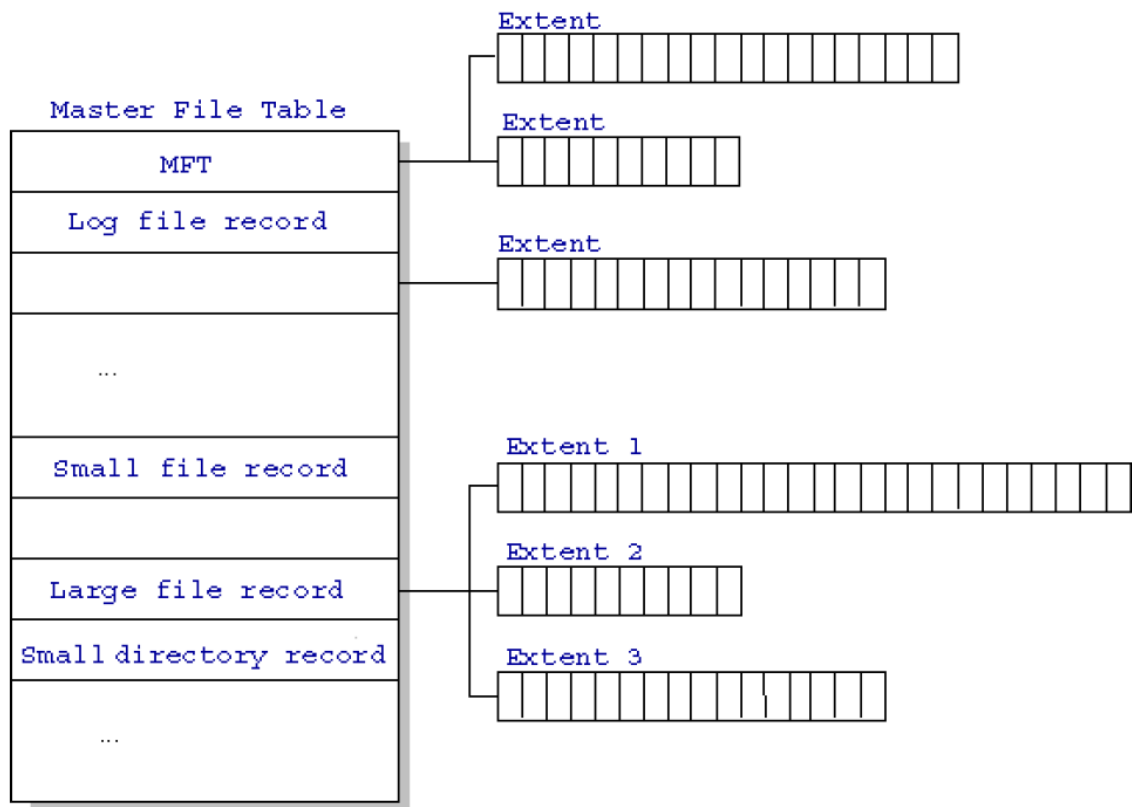 Extent
Master File Table
Extent
MFT
Log file record
Extent
...
Small file record
Extent 1
Extent 2
Large file record
Small directory record
Extent 3
...